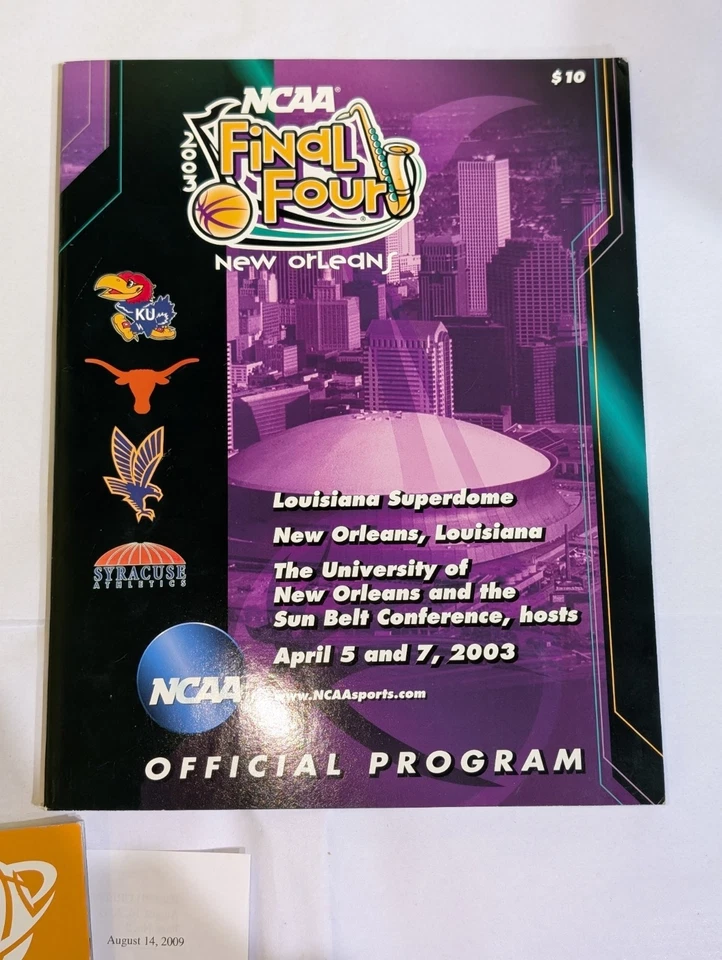 $10
NCAA®
2003
Final
Four®
New Orleans
KU
SYRACUSE
ATHLETICS
Louisiana Superdome
New Orleans, Louisiana
The University of
New Orleans and the
Sun Belt Conference, hosts
April 5 and 7, 2003
NCAA
www.NCAAsports.com
OFFICIAL PROGRAM
August 14, 2009